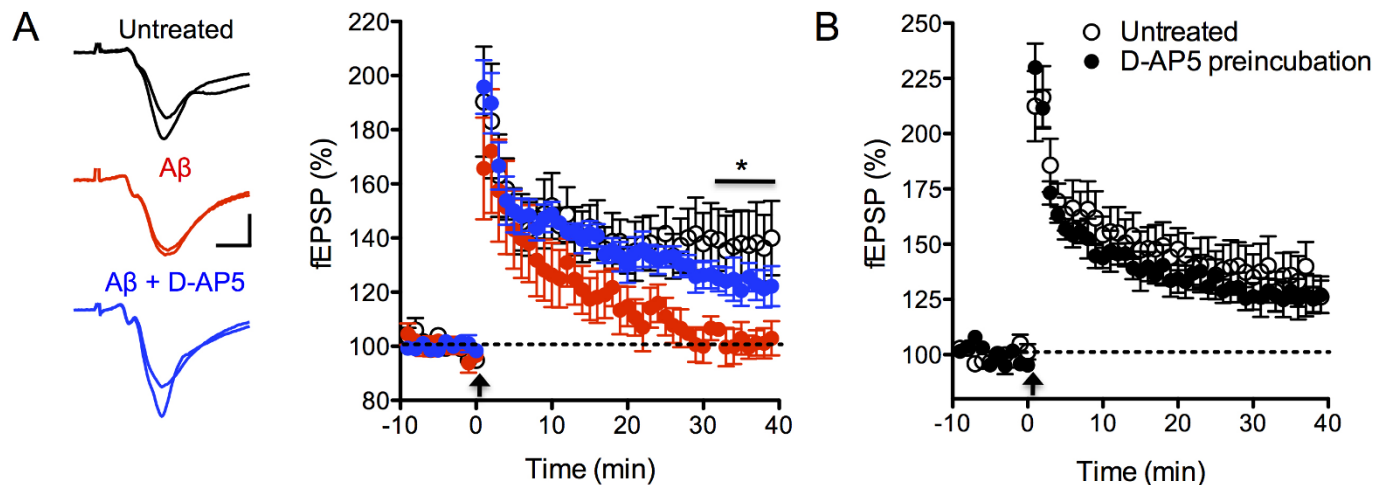 A
Untreated
Aβ
Aβ + D-AP5
fEPSP (%)
220
200
180
160
140
120
100
80
*
-10
0
10
20
30
40
Time (min)
B
Untreated
D-AP5 preincubation
fEPSP (%)
250
225
200
175
150
125
100
-10
0
10
20
30
40
Time (min)